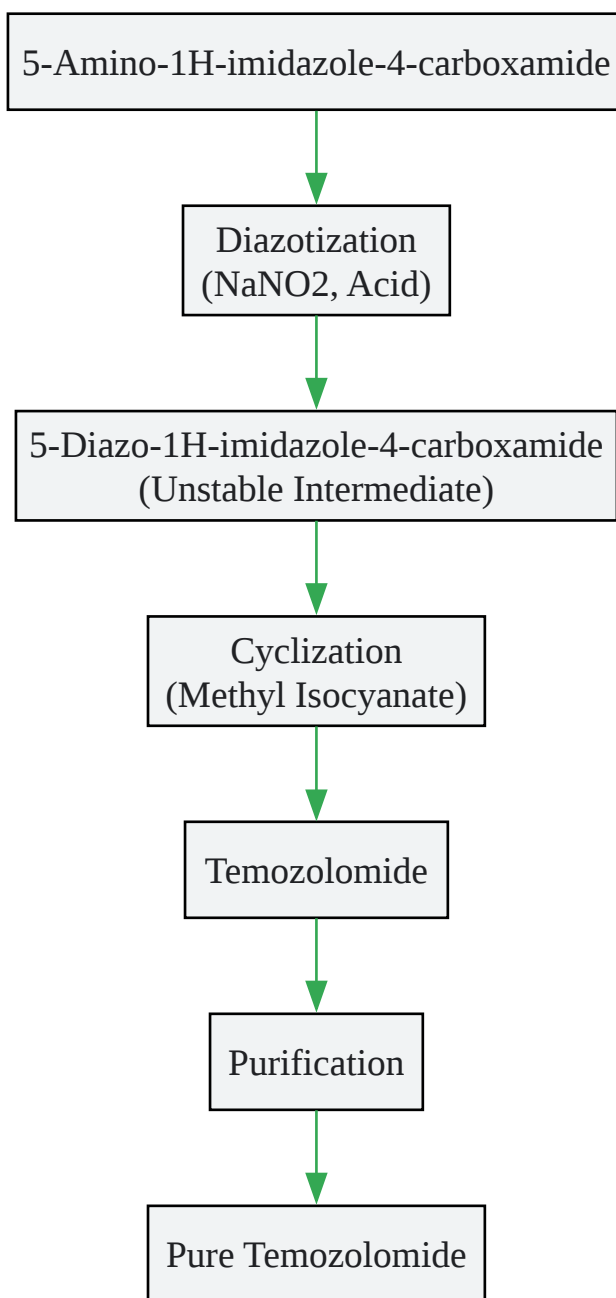 5-Amino-1H-imidazole-4-carboxamide
Diazotization
(NaNO2, Acid)
5-Diazo-1H-imidazole-4-carboxamide
(Unstable Intermediate)
Cyclization
(Methyl Isocyanate)
Temozolomide
Purification
Pure Temozolomide